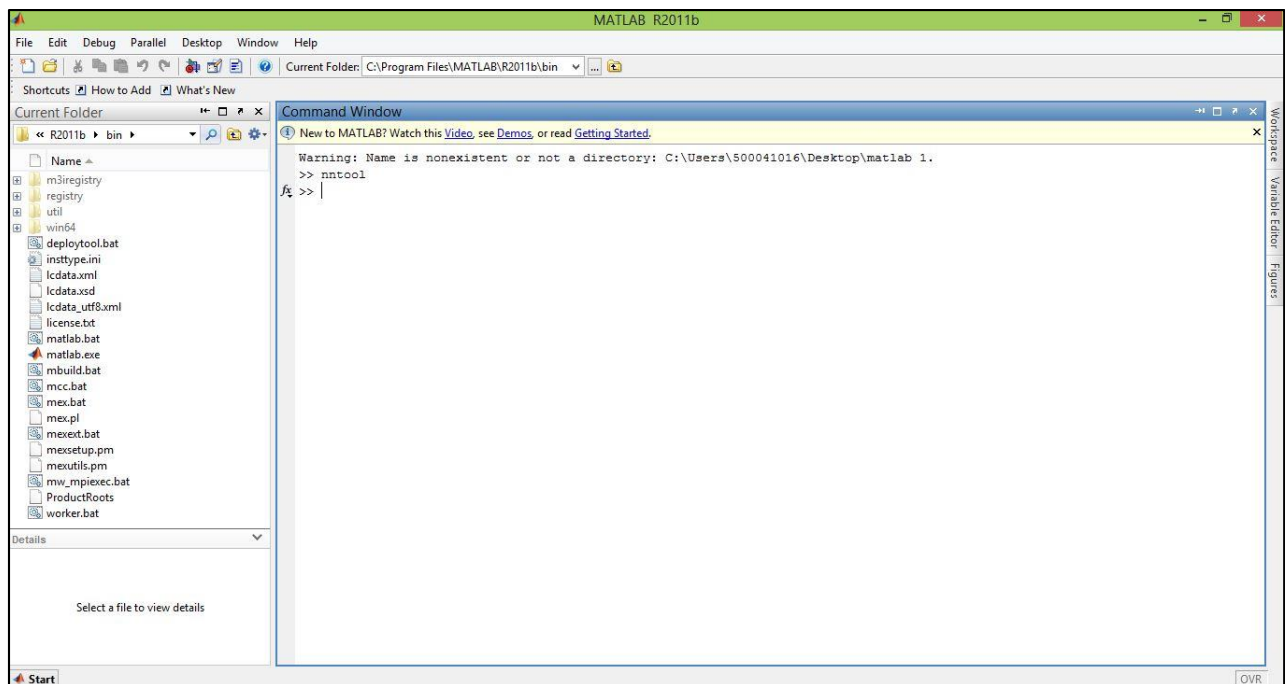 MATLAB R2011b
File Edit Debug Parallel Desktop Window Help
Current Folder: C:\Program Files\MATLAB\R2011b\bin ...
Shortcuts How to Add What's New
Current Folder
« R2011b bin
Name
m3iregistry
registry
util
win64
deploytool.bat
insttype.ini
lcdata.xml
lcdata.xsd
lcdata_utf8.xml
license.txt
matlab.bat
matlab.exe
mbuild.bat
mcc.bat
mex.bat
mex.pl
mexext.bat
mexsetup.pm
mexutils.pm
mw_mpiexec.bat
ProductRoots
worker.bat
Details
Select a file to view details
Command Window
New to MATLAB? Watch this Video, see Demos, or read Getting Started.
Warning: Name is nonexistent or not a directory: C:\Users\500041016\Desktop\matlab 1.
>> nntool
fx >>
Workspace
Variable Editor
Figures
Start
OVR